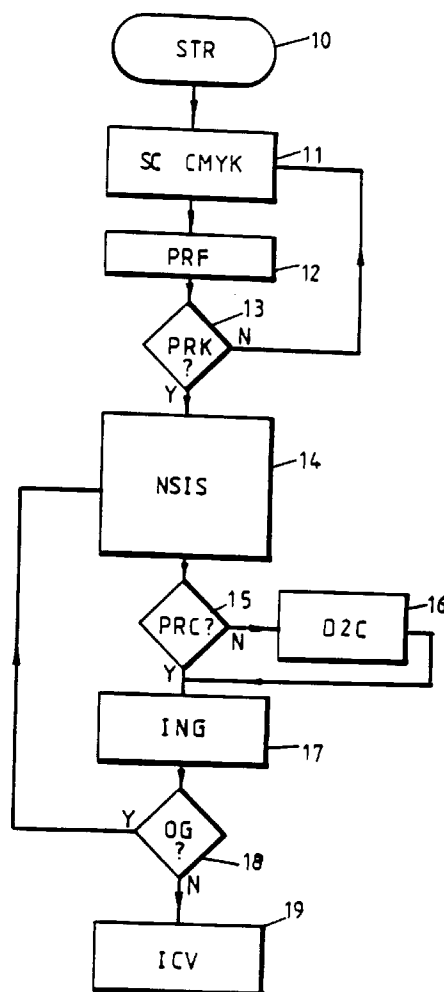 STR
10
SC CMYK
11
PRF
12
13
PRK
?
N
Y
NSIS
14
15
PRC?
N
Y
D2C
16
ING
17
Y
OG
?
18
N
19
ICV